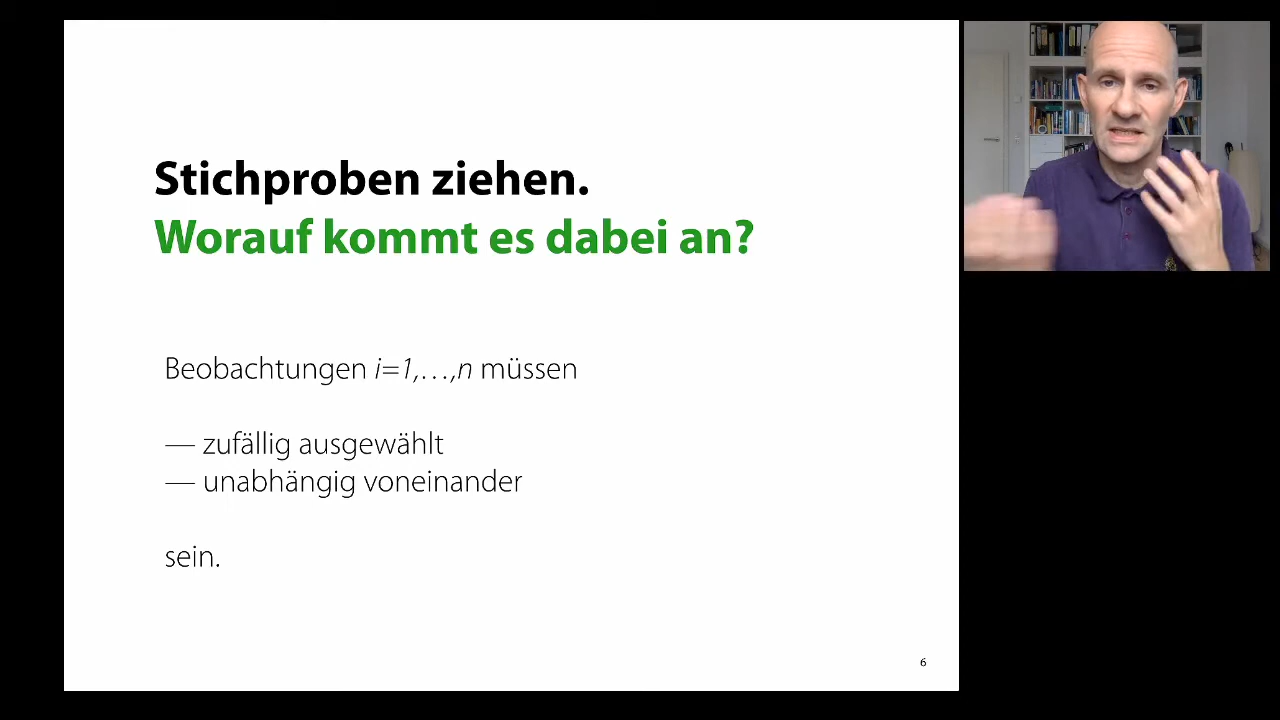 Stichproben ziehen.
Worauf kommt es dabei an?
Beobachtungen i=1,…,n müssen
— zufällig ausgewählt
— unabhängig voneinander
sein.
6